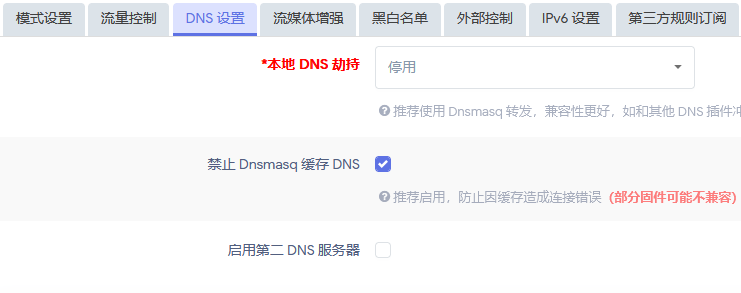 模式设置 流量控制 DNS 设置 流媒体增强 黑白名单 外部控制 IPv6 设置 第三方规则订阅
*本地 DNS 劫持 停用
推荐使用 Dnsmasq 转发，兼容性更好，如和其他 DNS 插件冲
禁止 Dnsmasq 缓存 DNS
推荐启用，防止因缓存造成连接错误（部分固件可能不兼容）
启用第二 DNS 服务器